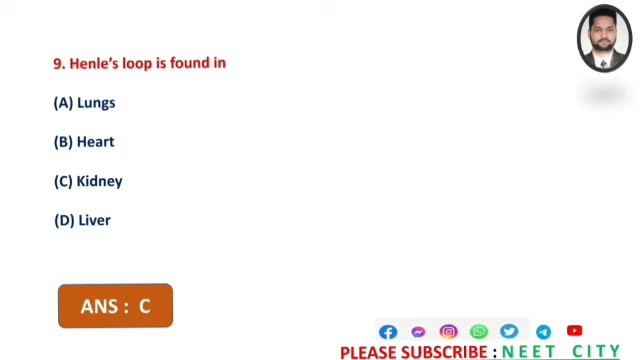 9. Henle's loop is found in
(A) Lungs
(B) Heart
(C) Kidney
(D) Liver
ANS : C
PLEASE SUBSCRIBE : NEET CITY